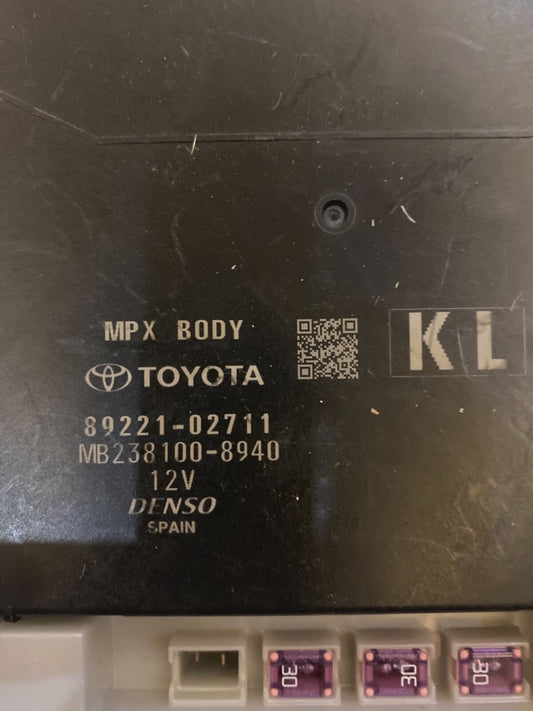 MPX BODY
KL
TOYOTA
89221-02711
MB238100-8940
12V
DENSO
SPAIN
30
30
30